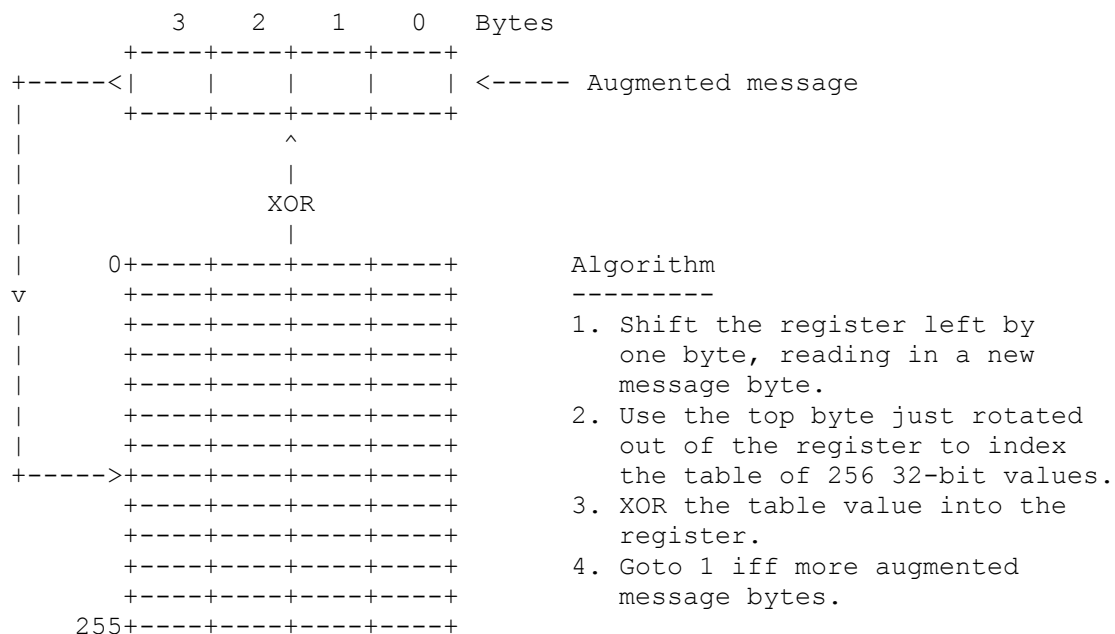 3    2    1    0   Bytes
         +----+----+----+----+
  +-----<|    |    |    |    | <----- Augmented message
  |      +----+----+----+----+
  |                ^
  |                |
  |               XOR
  |                |
  |     0+----+----+----+----+       Algorithm
  v      +----+----+----+----+       ---------
  |      +----+----+----+----+       1. Shift the register left by
  |      +----+----+----+----+          one byte, reading in a new
  |      +----+----+----+----+          message byte.
  |      +----+----+----+----+       2. Use the top byte just rotated
  |      +----+----+----+----+          out of the register to index
  +----->+----+----+----+----+          the table of 256 32-bit values.
         +----+----+----+----+       3. XOR the table value into the
         +----+----+----+----+          register.
         +----+----+----+----+       4. Goto 1 iff more augmented
         +----+----+----+----+          message bytes.
      255+----+----+----+----+